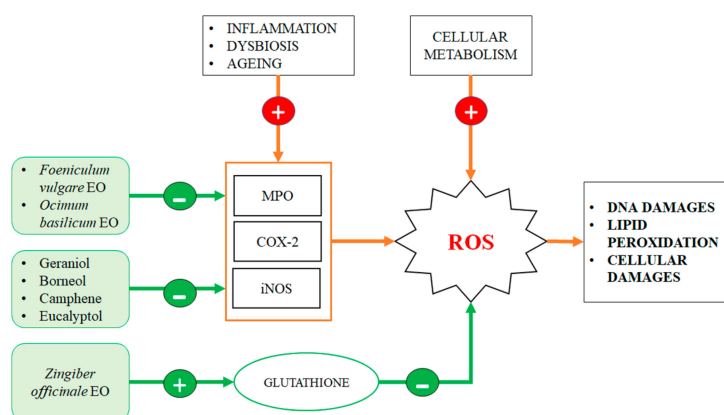 • INFLAMMATION
• DYSBIOSIS
• AGEING
CELLULAR
METABOLISM
+
+
• Foeniculum
vulgare EO
• Ocimum
basilicum EO
−
MPO
COX-2
iNOS
ROS
• DNA DAMAGES
• LIPID
PEROXIDATION
• CELLULAR
DAMAGES
• Geraniol
• Borneol
• Camphene
• Eucalyptol
−
Zingiber
officinale EO
+
GLUTATHIONE
−